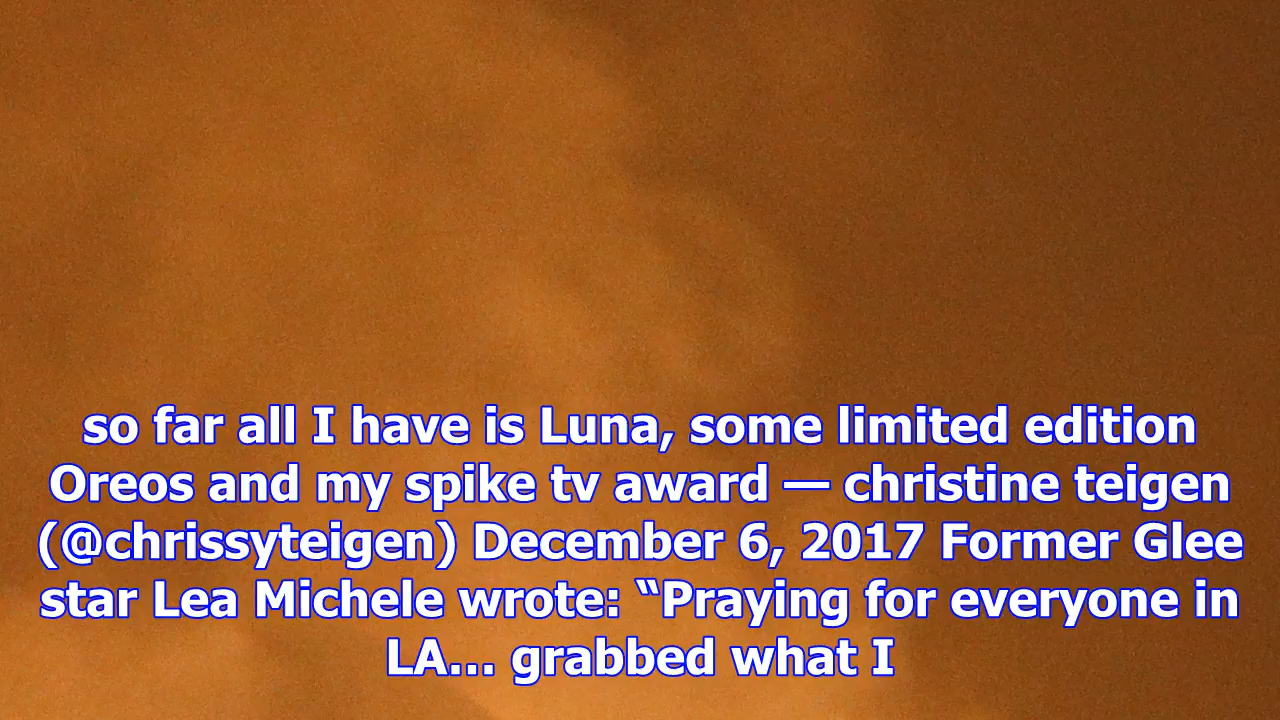 so far all I have is Luna, some limited edition
Oreos and my spike tv award — christine teigen
(@chrissyteigen) December 6, 2017 Former Glee
star Lea Michele wrote: “Praying for everyone in
LA... grabbed what I